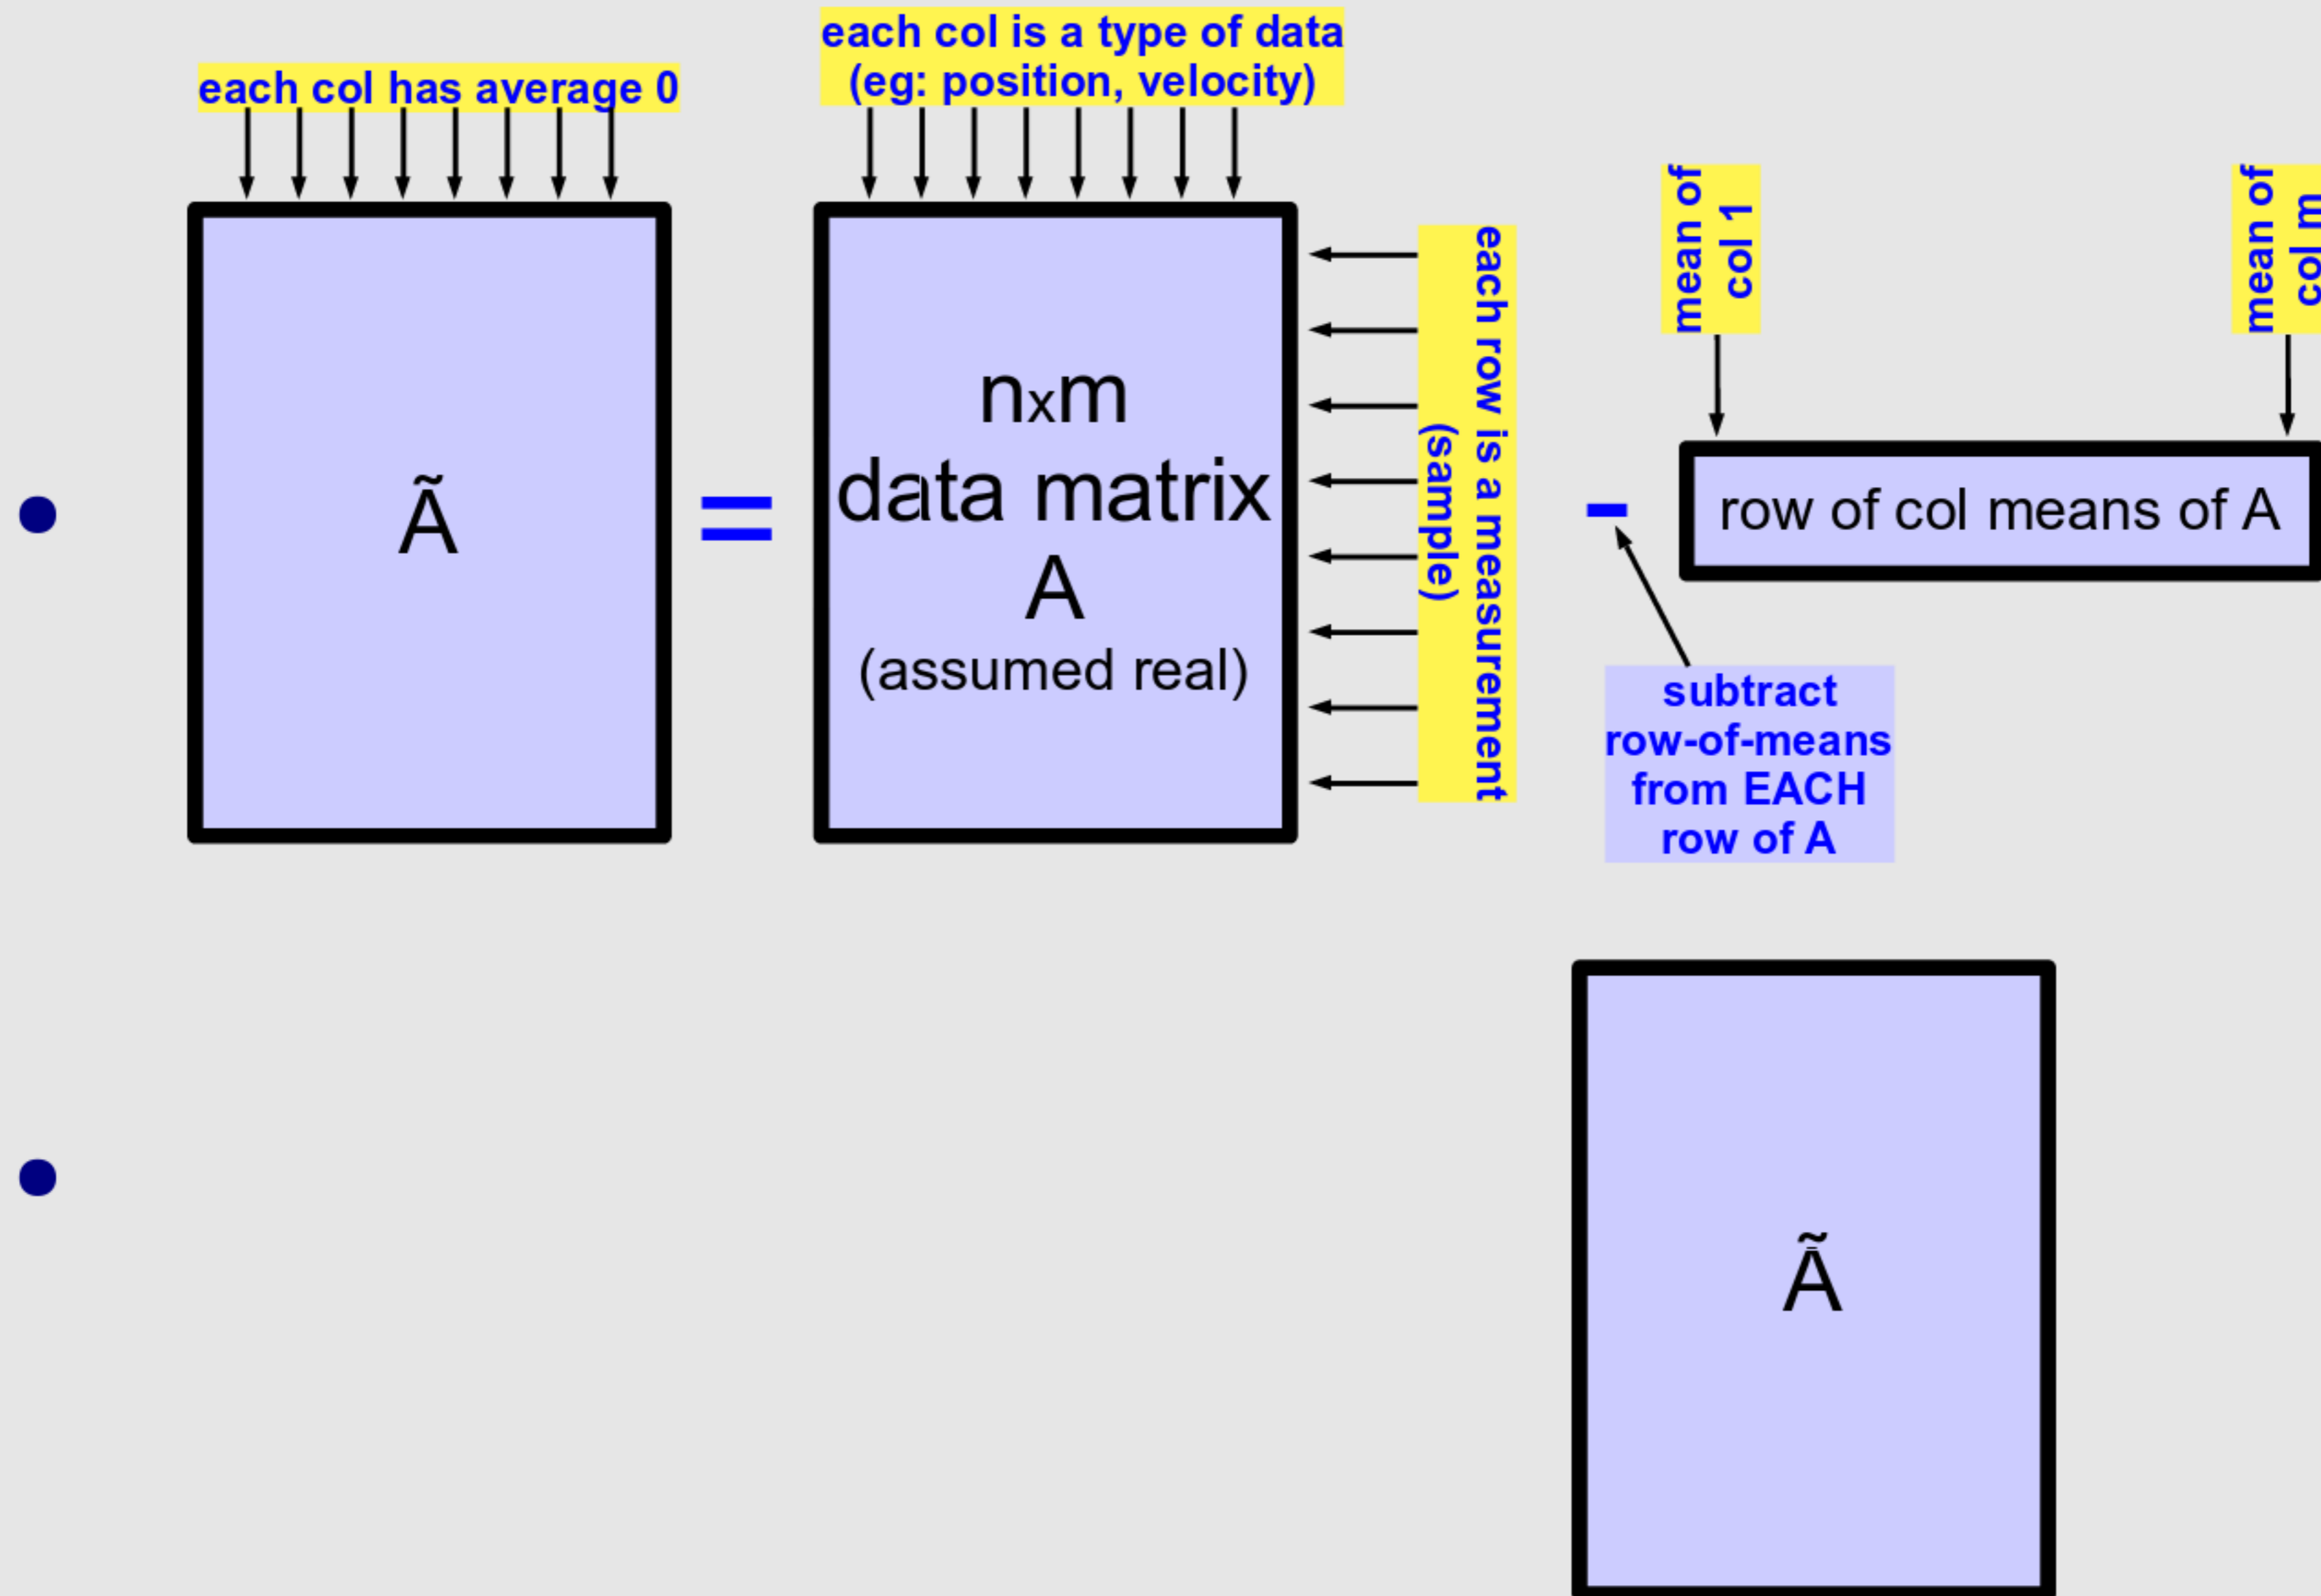 each col has average 0
each col is a type of data
(eg: position, velocity)
mean of
col 1
mean of
col m
each row is a measurement
(sample)
Ã
=
nxm
data matrix
A
(assumed real)
-
row of col means of A
subtract
row-of-means
from EACH
row of A
Ã